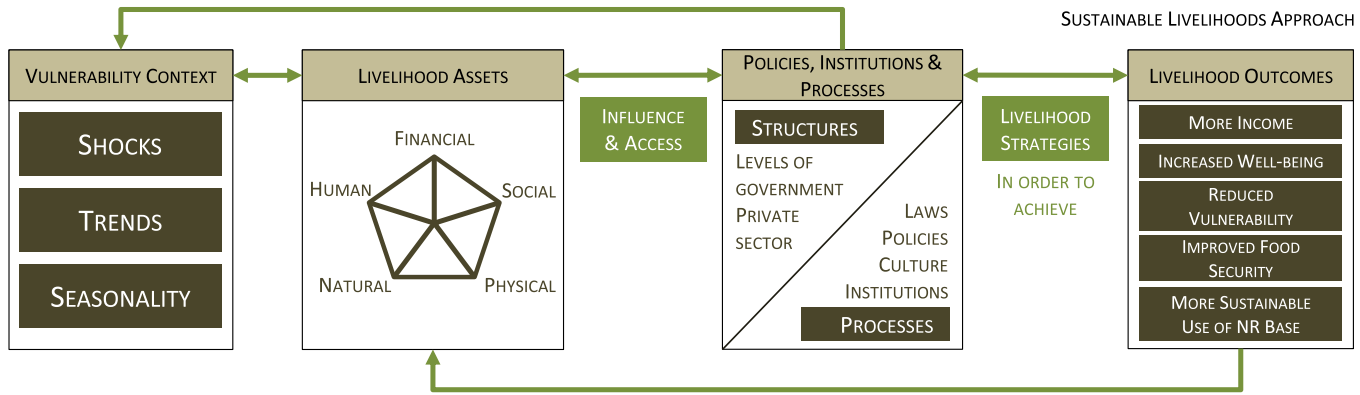 Sustainable Livelihoods Approach
Vulnerability Context
Shocks
Trends
Seasonality
Livelihood Assets
Financial
Human
Social
Natural
Physical
Influence
& Access
Policies, Institutions &
Processes
Structures
Levels of
government
Private
sector
Laws
Policies
Culture
Institutions
Processes
Livelihood
Strategies
In order to
achieve
Livelihood Outcomes
More Income
Increased Well-being
Reduced
Vulnerability
Improved Food
Security
More Sustainable
Use of NR Base